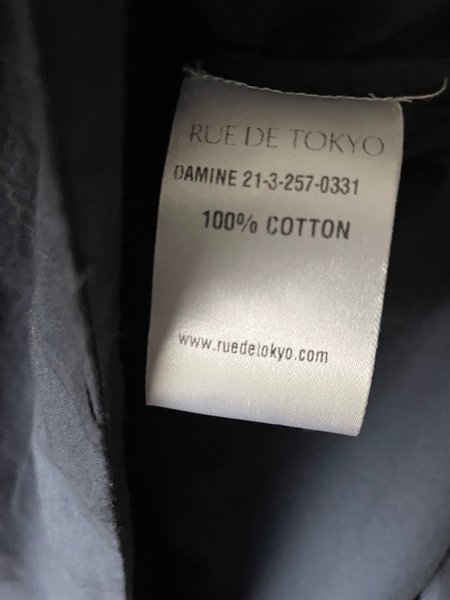 RUE DE TOKYO
DAMINE 21-3-257-0331
100% COTTON
www.ruedetokyo.com